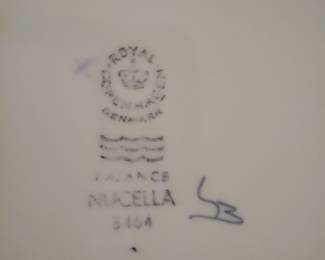 ROYAL
COPENHAGEN
DENMARK
FAJANCE
NUCELLA
5464